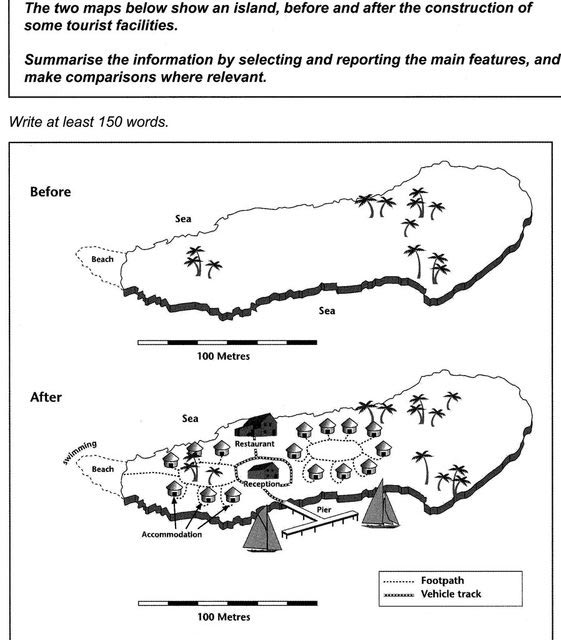 The two maps below show an island, before and after the construction of
some tourist facilities.
Summarise the information by selecting and reporting the main features, and
make comparisons where relevant.
Write at least 150 words.
Before
Sea
Beach
Sea
100 Metres
After
Sea
swimming
Beach
Restaurant
Reception
Pier
Accommodation
Footpath
Vehicle track
100 Metres